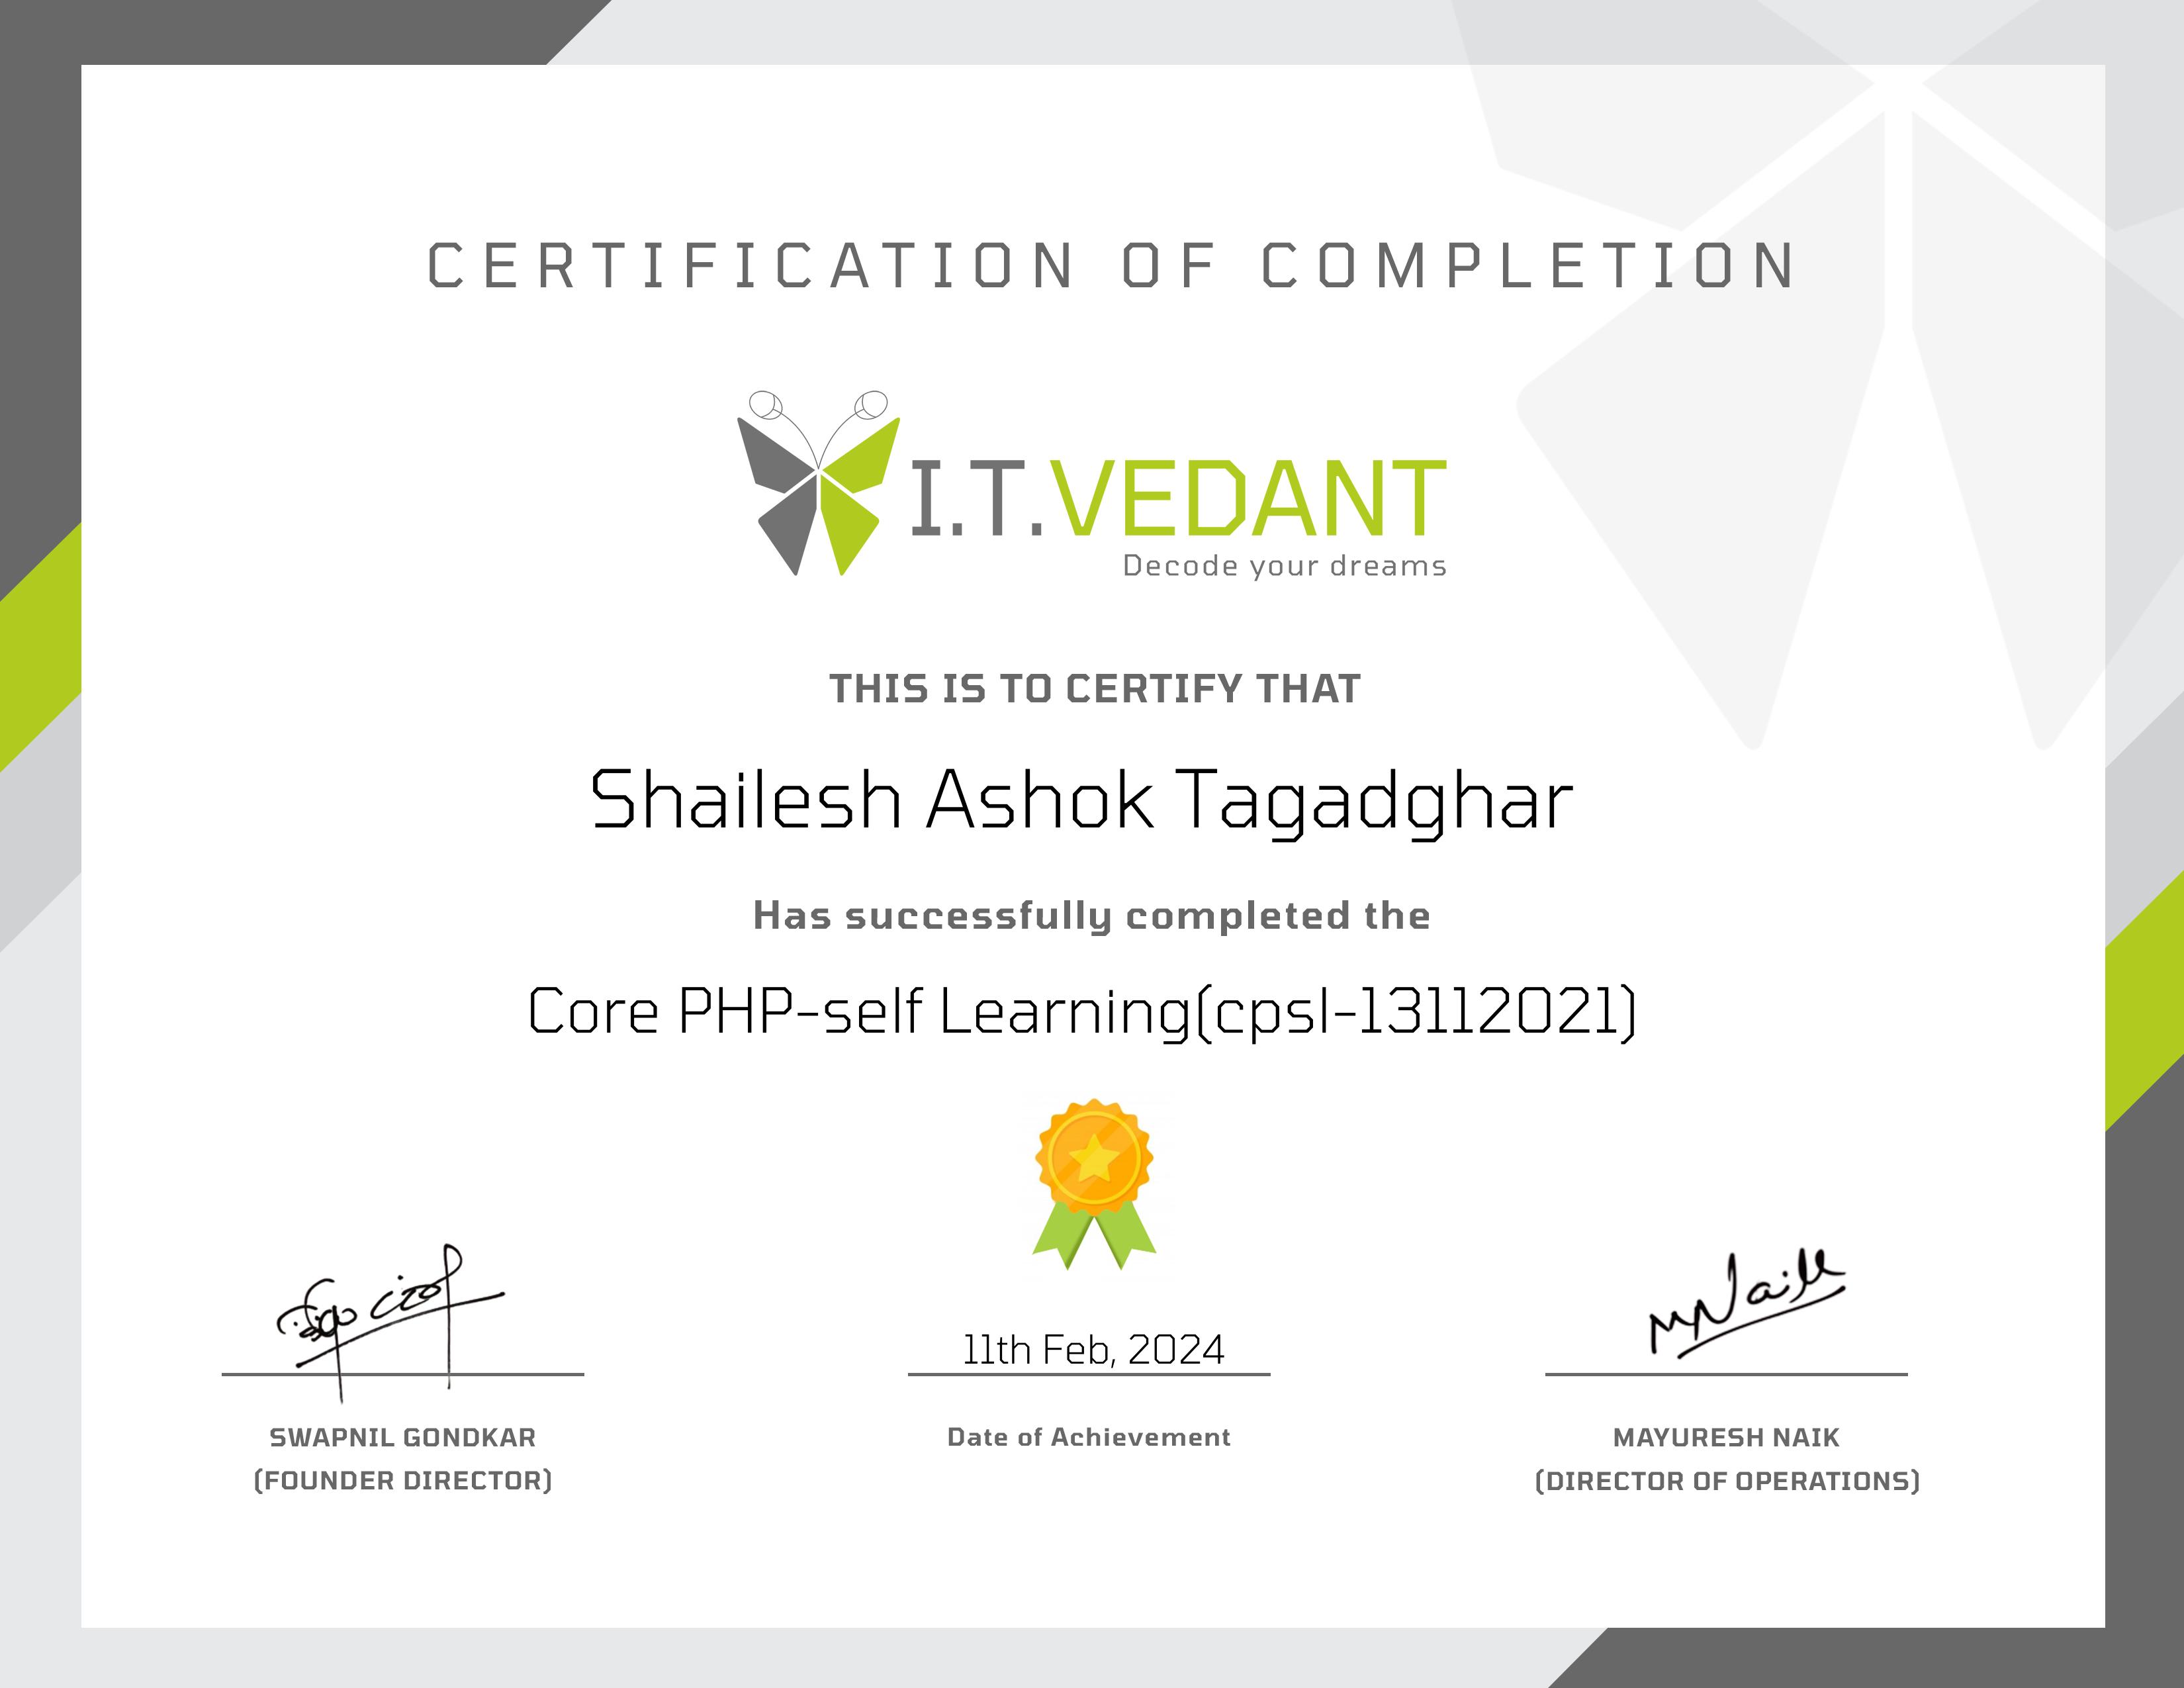 CERTIFICATION OF COMPLETION
I.T.VEDANT
Decode your dreams
THIS IS TO CERTIFY THAT
Shailesh Ashok Tagadghar
Has successfully completed the
Core PHP-self Learning(cpsl-13112021)
11th Feb, 2024
SWAPNIL GONDKAR
(FOUNDER DIRECTOR)
Date of Achievement
MAYURESH NAIK
(DIRECTOR OF OPERATIONS)